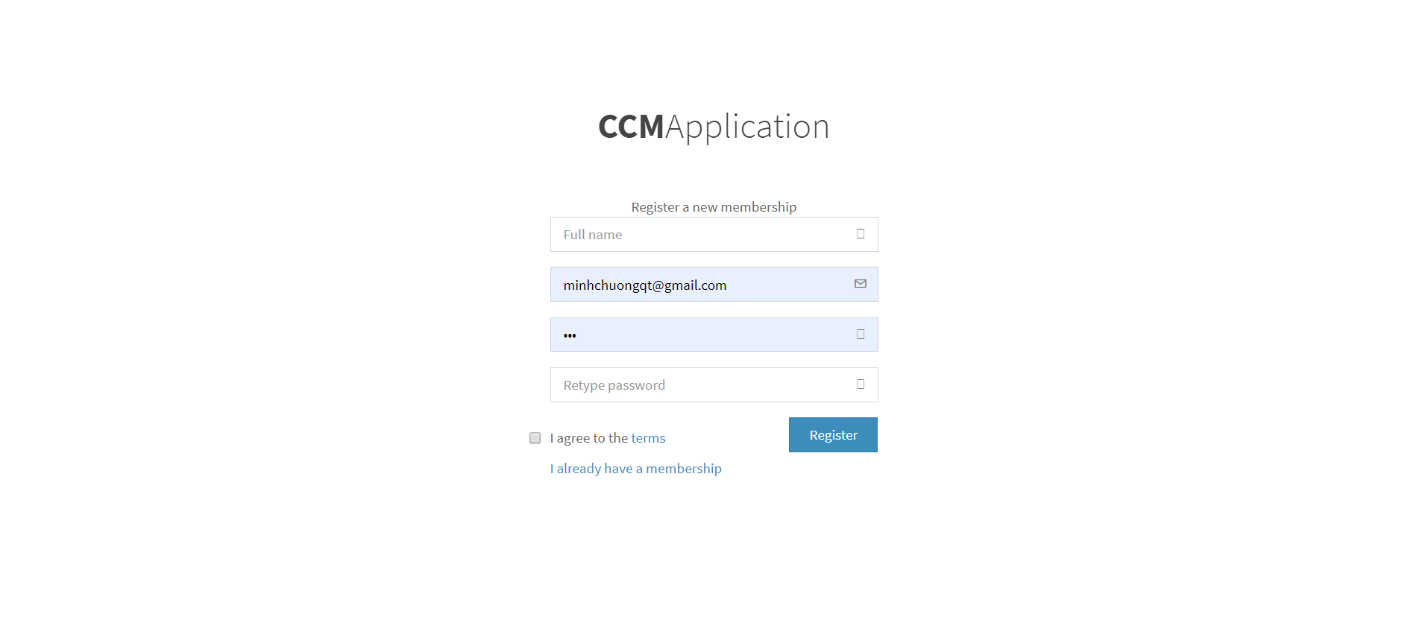 CCMApplication
Register a new membership
Full name
minhchuongqt@gmail.com
•••
Retype password
I agree to the terms
Register
I already have a membership